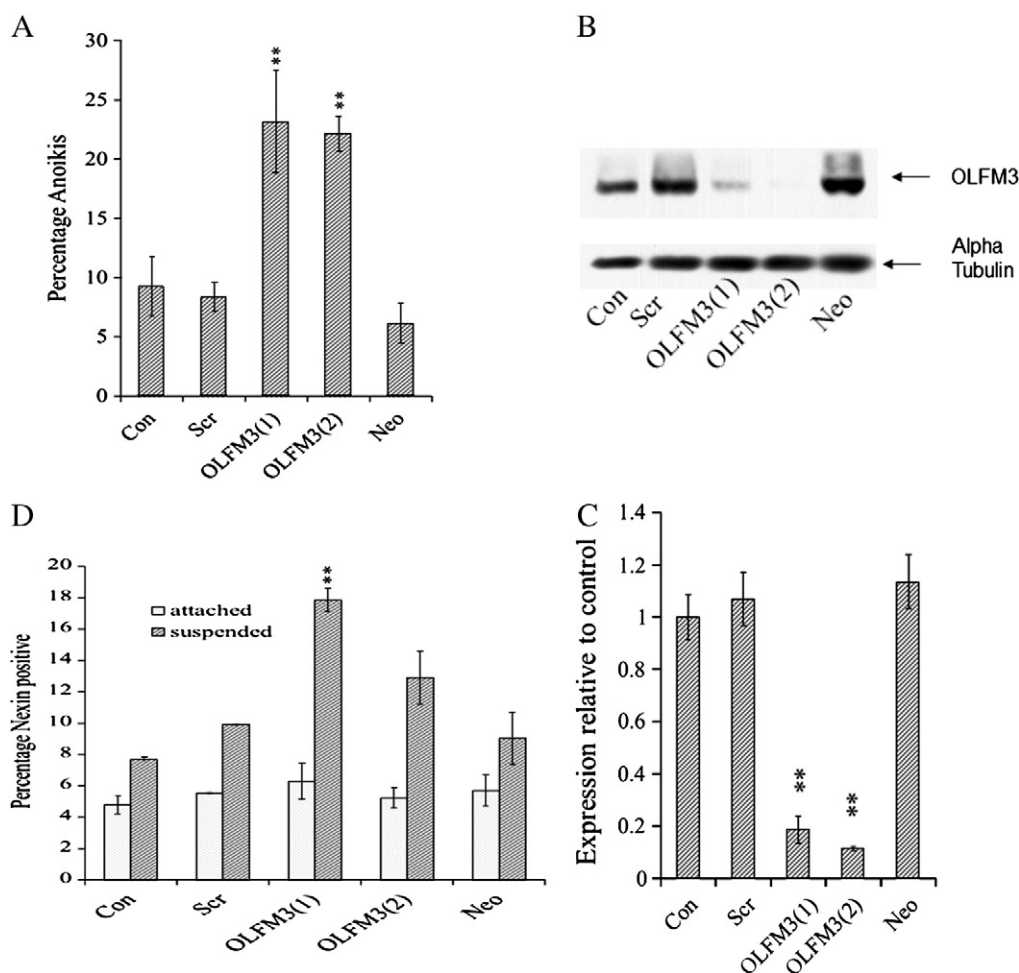 A
Percentage Anoikis
30
25
20
15
10
5
0
**
**
Con
Scr
OLFM3(1)
OLFM3(2)
Neo
B
OLFM3
Alpha
Tubulin
Con
Scr
OLFM3(1)
OLFM3(2)
Neo
D
Percentage Nexin positive
20
18
16
14
12
10
8
6
4
2
0
attached
suspended
**
Con
Scr
OLFM3(1)
OLFM3(2)
Neo
C
Expression relative to control
1.4
1.2
1
0.8
0.6
0.4
0.2
0
**
**
Con
Scr
OLFM3(1)
OLFM3(2)
Neo